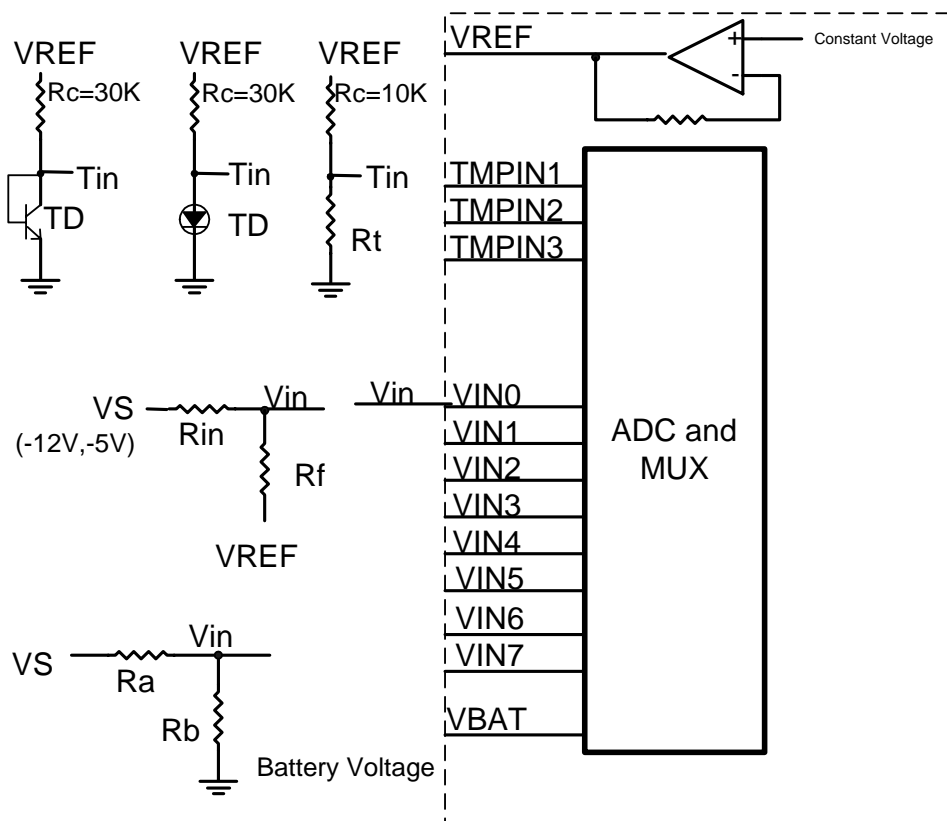 VREF
Constant Voltage
+
-
VREF VREF VREF
Rc=30K Rc=30K Rc=10K
Tin Tin Tin
TD TD Rt
TMPIN1
TMPIN2
TMPIN3
VS
(-12V,-5V)
Rin
Vin
Rf
VREF
Vin
VIN0
VIN1
VIN2
VIN3
VIN4
VIN5
VIN6
VIN7
VBAT
ADC and
MUX
VS
Ra
Vin
Rb
Battery Voltage